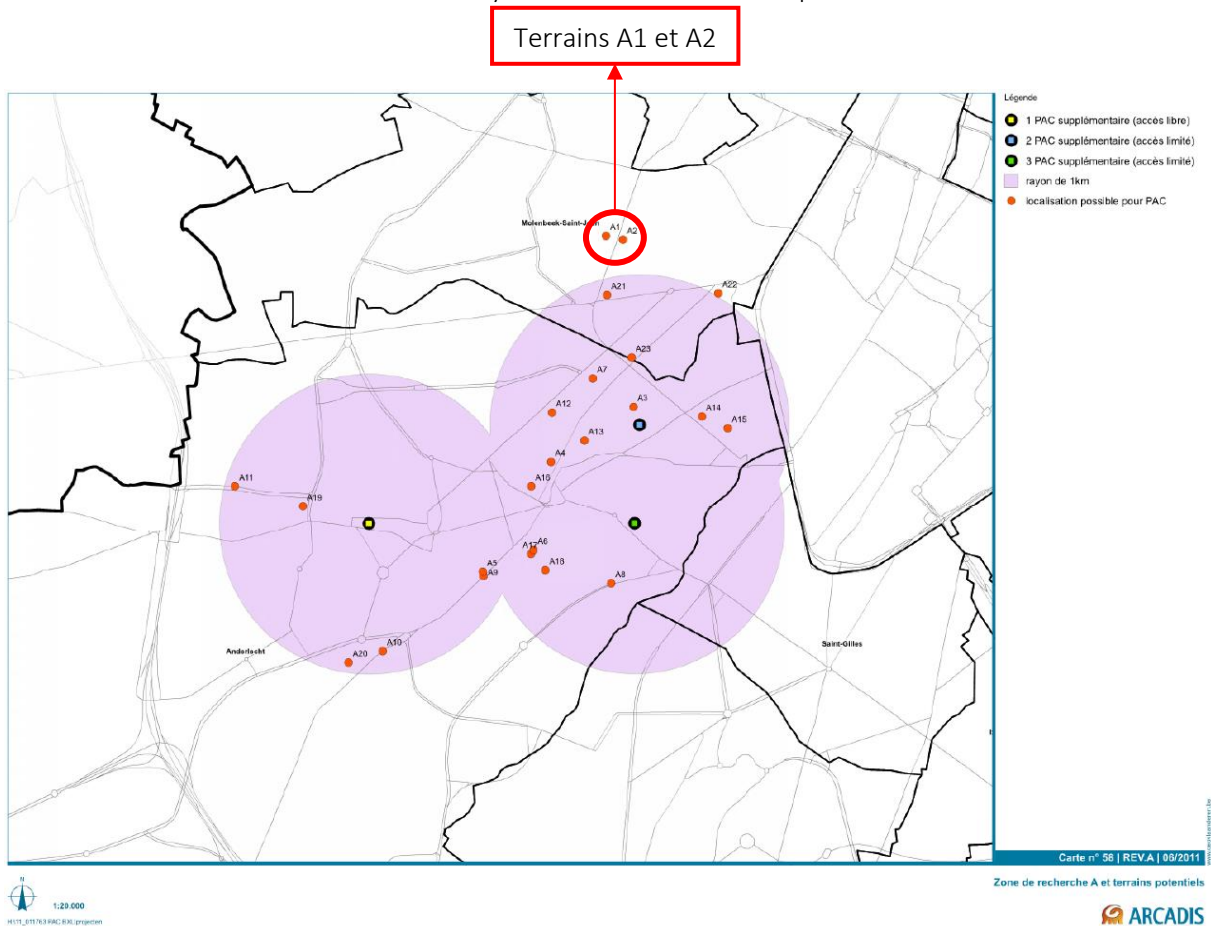 Terrains A1 et A2
Légende
1 PAC supplémentaire (accès libre)
2 PAC supplémentaire (accès limité)
3 PAC supplémentaire (accès limité)
rayon de 1km
localisation possible pour PAC
A1
A2
A21
A22
A23
A7
A3
A12
A14
A15
A13
A4
A16
A11
A19
A6
A17
A18
A5
A9
A8
A10
A20
Anderlecht
Saint-Gilles
Carte n° 58 | REV.A | 06/2011
Zone de recherche A et terrains potentiels
N
1:20.000
ARCADIS